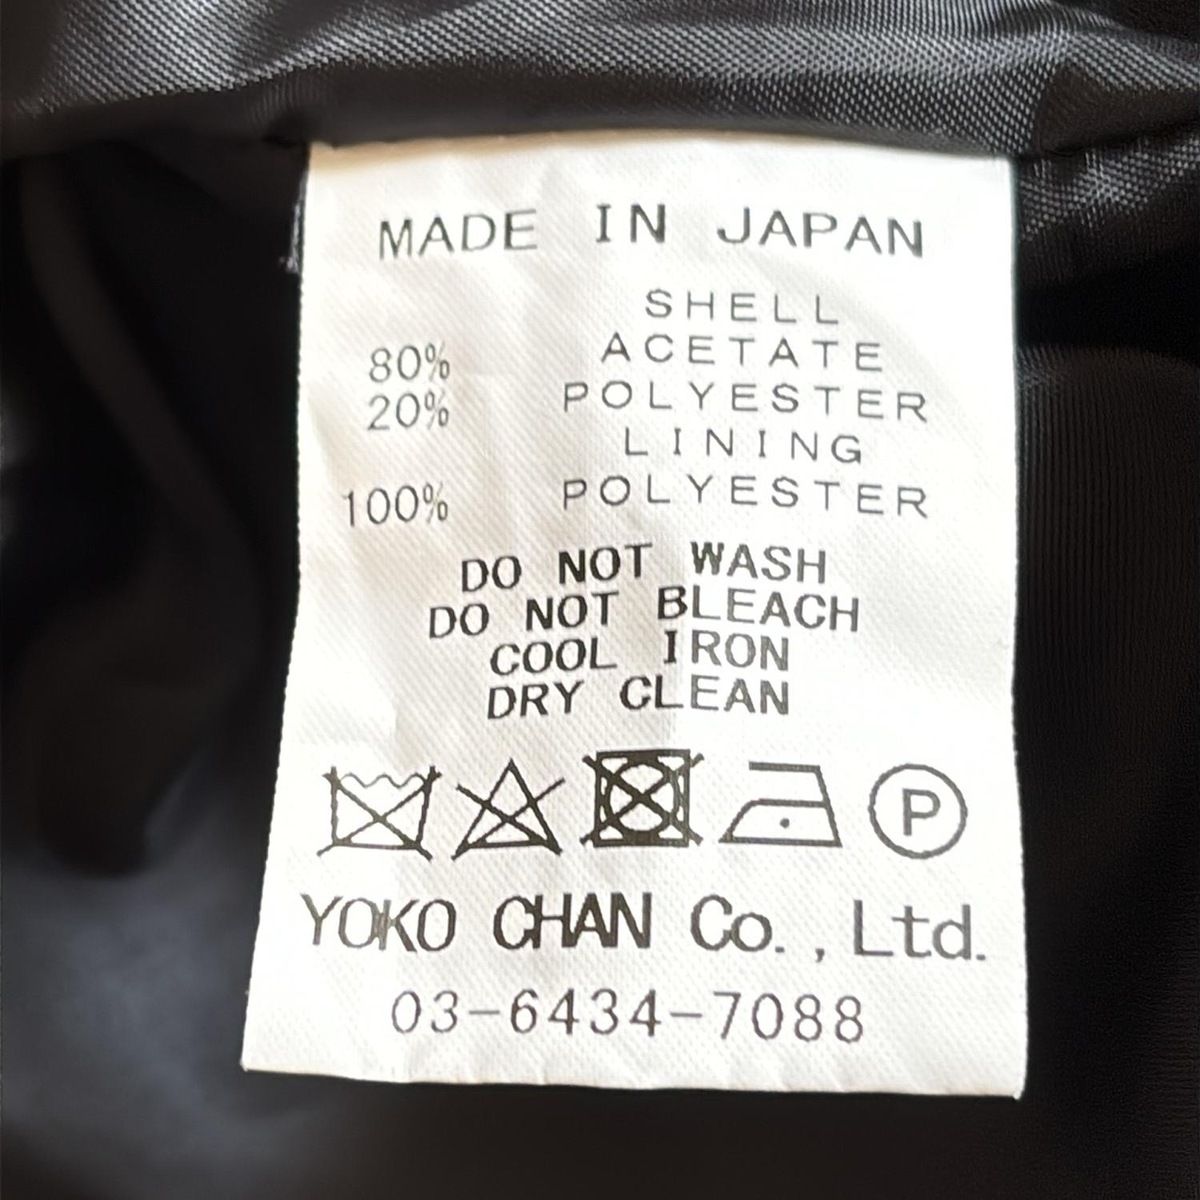 MADE IN JAPAN
SHELL
80% ACETATE
20% POLYESTER
LINING
100% POLYESTER
DO NOT WASH
DO NOT BLEACH
COOL IRON
DRY CLEAN
P
YOKO CHAN Co., Ltd.
03-6434-7088